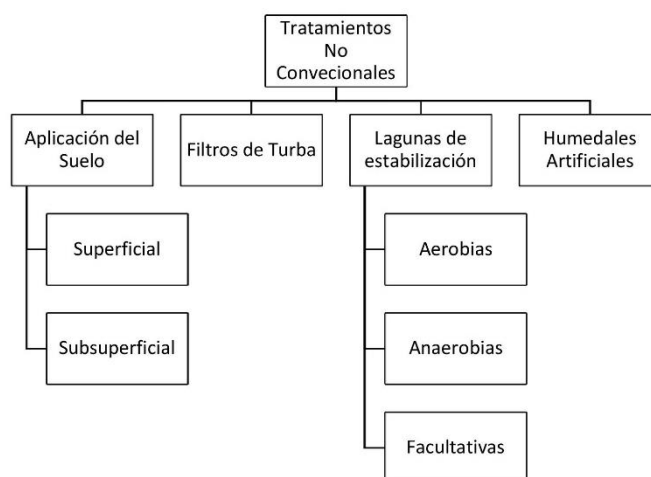 Tratamientos
No
Convecionales
Aplicación del
Suelo
Filtros de Turba
Lagunas de
estabilización
Humedales
Artificiales
Superficial
Subsuperficial
Aerobias
Anaerobias
Facultativas